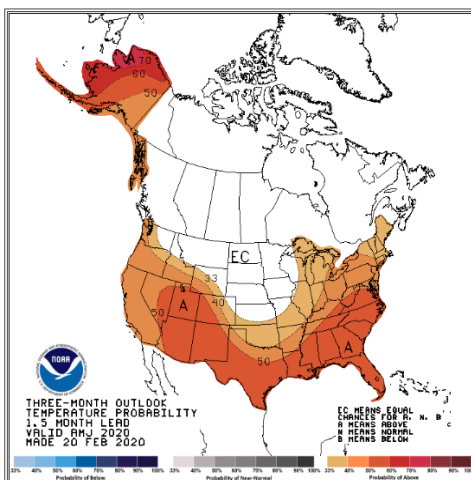 A
70
60
50
EC
33
40
A
50
50
A
NOAA
THREE-MONTH OUTLOOK
TEMPERATURE PROBABILITY
1.5 MONTH LEAD
VALID AMJ 2020
MADE 20 FEB 2020
EC MEANS EQUAL
CHANCES FOR A, N, B
A MEANS ABOVE
N MEANS NORMAL
B MEANS BELOW
33% 40% 50% 60% 70% 80% 90% 100%
Probability of Below
33% 40% 50% 60% 70% 80% 90% 100%
Probability of Near-Normal
33% 40% 50% 60% 70% 80% 90% 100%
Probability of Above